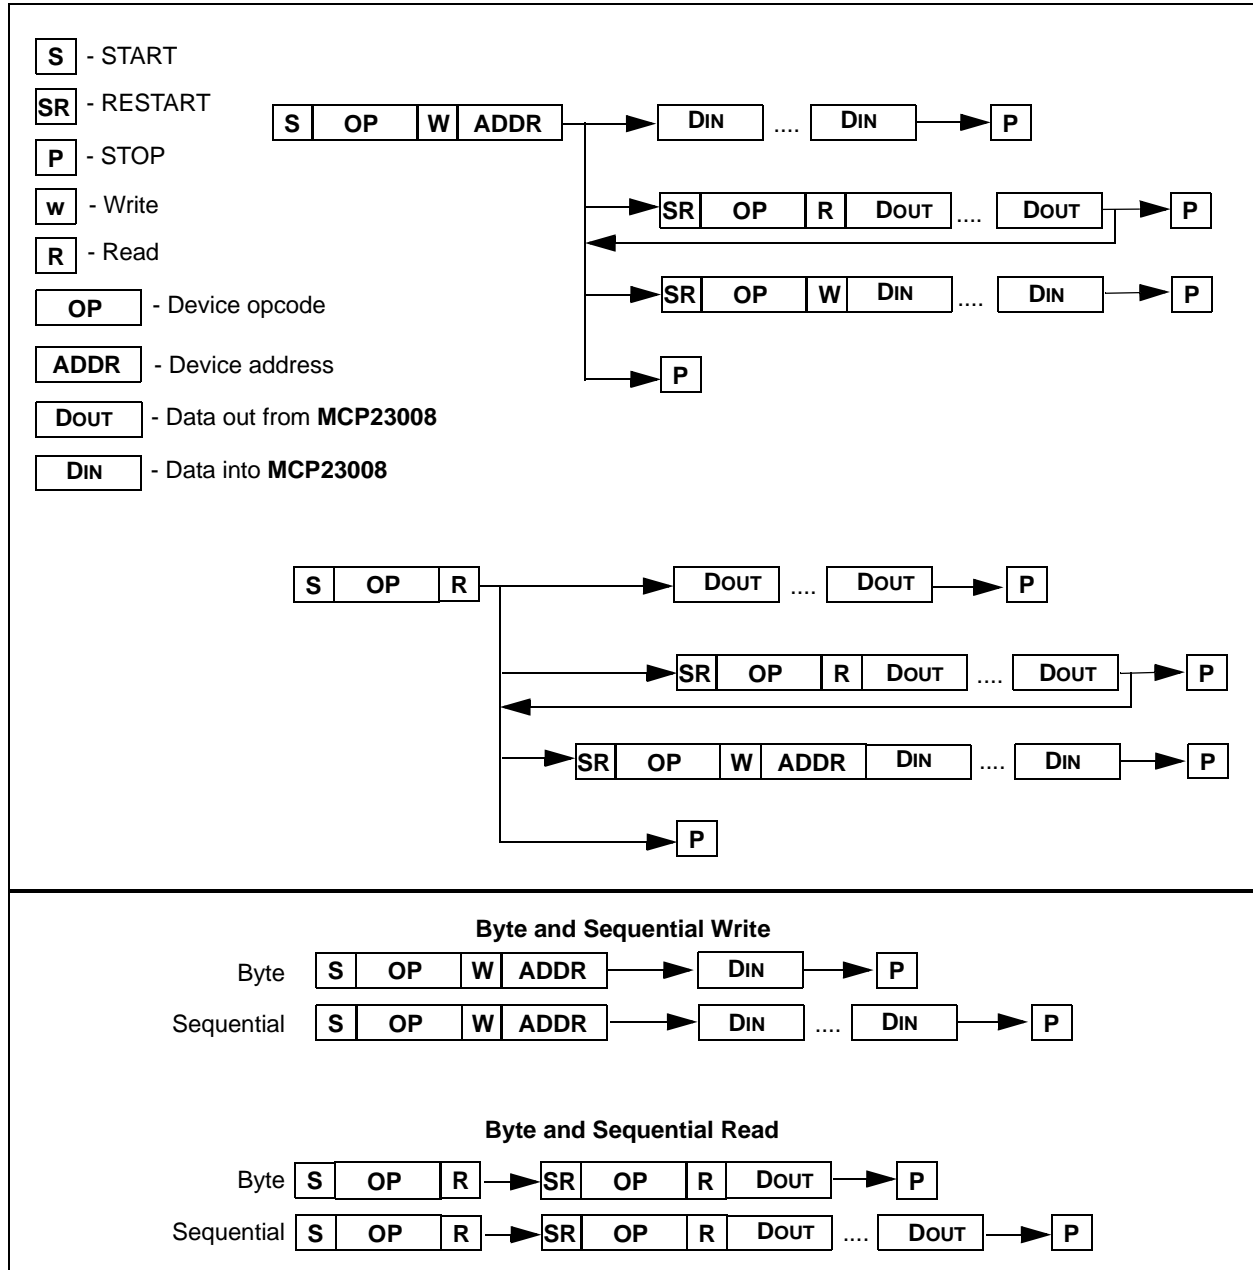 S - START
SR - RESTART
P - STOP
W - Write
R - Read
OP - Device opcode
ADDR - Device address
DOUT - Data out from MCP23008
DIN - Data into MCP23008
S OP W ADDR DIN .... DIN P
SR OP R DOUT .... DOUT P
SR OP W DIN .... DIN P
P
S OP R DOUT .... DOUT P
SR OP R DOUT .... DOUT P
SR OP W ADDR DIN .... DIN P
P
Byte and Sequential Write
Byte S OP W ADDR DIN P
Sequential S OP W ADDR DIN .... DIN P
Byte and Sequential Read
Byte S OP R SR OP R DOUT P
Sequential S OP R SR OP R DOUT .... DOUT P